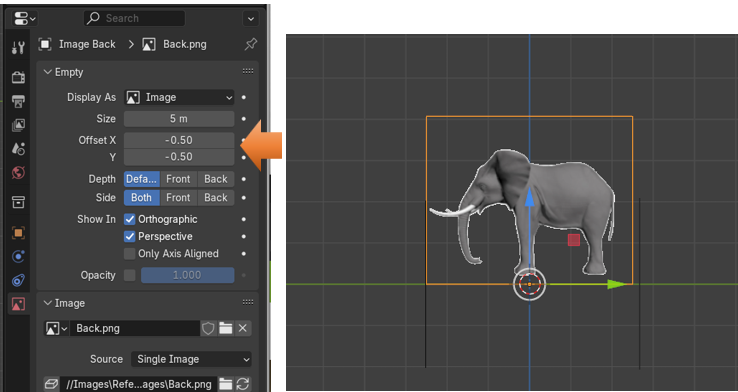 Search
Image Back > Back.png
Empty
Display As Image
Size 5 m
Offset X -0.50
Y -0.50
Depth Defa... Front Back
Side Both Front Back
Show In Orthographic
Perspective
Only Axis Aligned
Opacity 1.000
Image
Back.png
Source Single Image
//Images\Refe...ages\Back.png